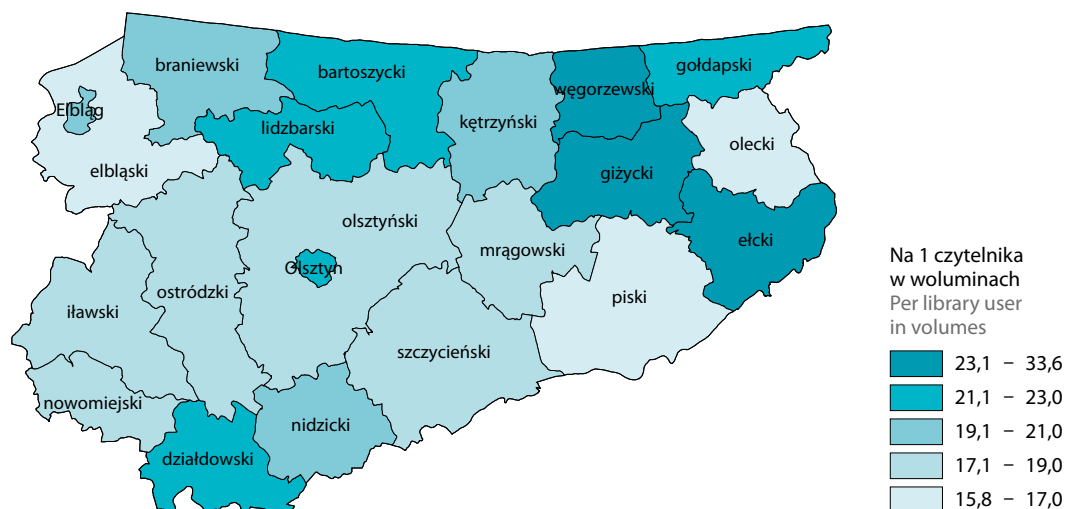 braniewski
bartoszycki
gołdapski
węgorzewski
Elbląg
kętrzyński
lidzbarski
olecki
elbląski
giżycki
olsztyński
ełcki
mrągowski
Olsztyn
ostródzki
piski
iławski
szczycieński
nowomiejski
nidzicki
działdowski
Na 1 czytelnika
w woluminach
Per library user
in volumes
23,1 – 33,6
21,1 – 23,0
19,1 – 21,0
17,1 – 19,0
15,8 – 17,0